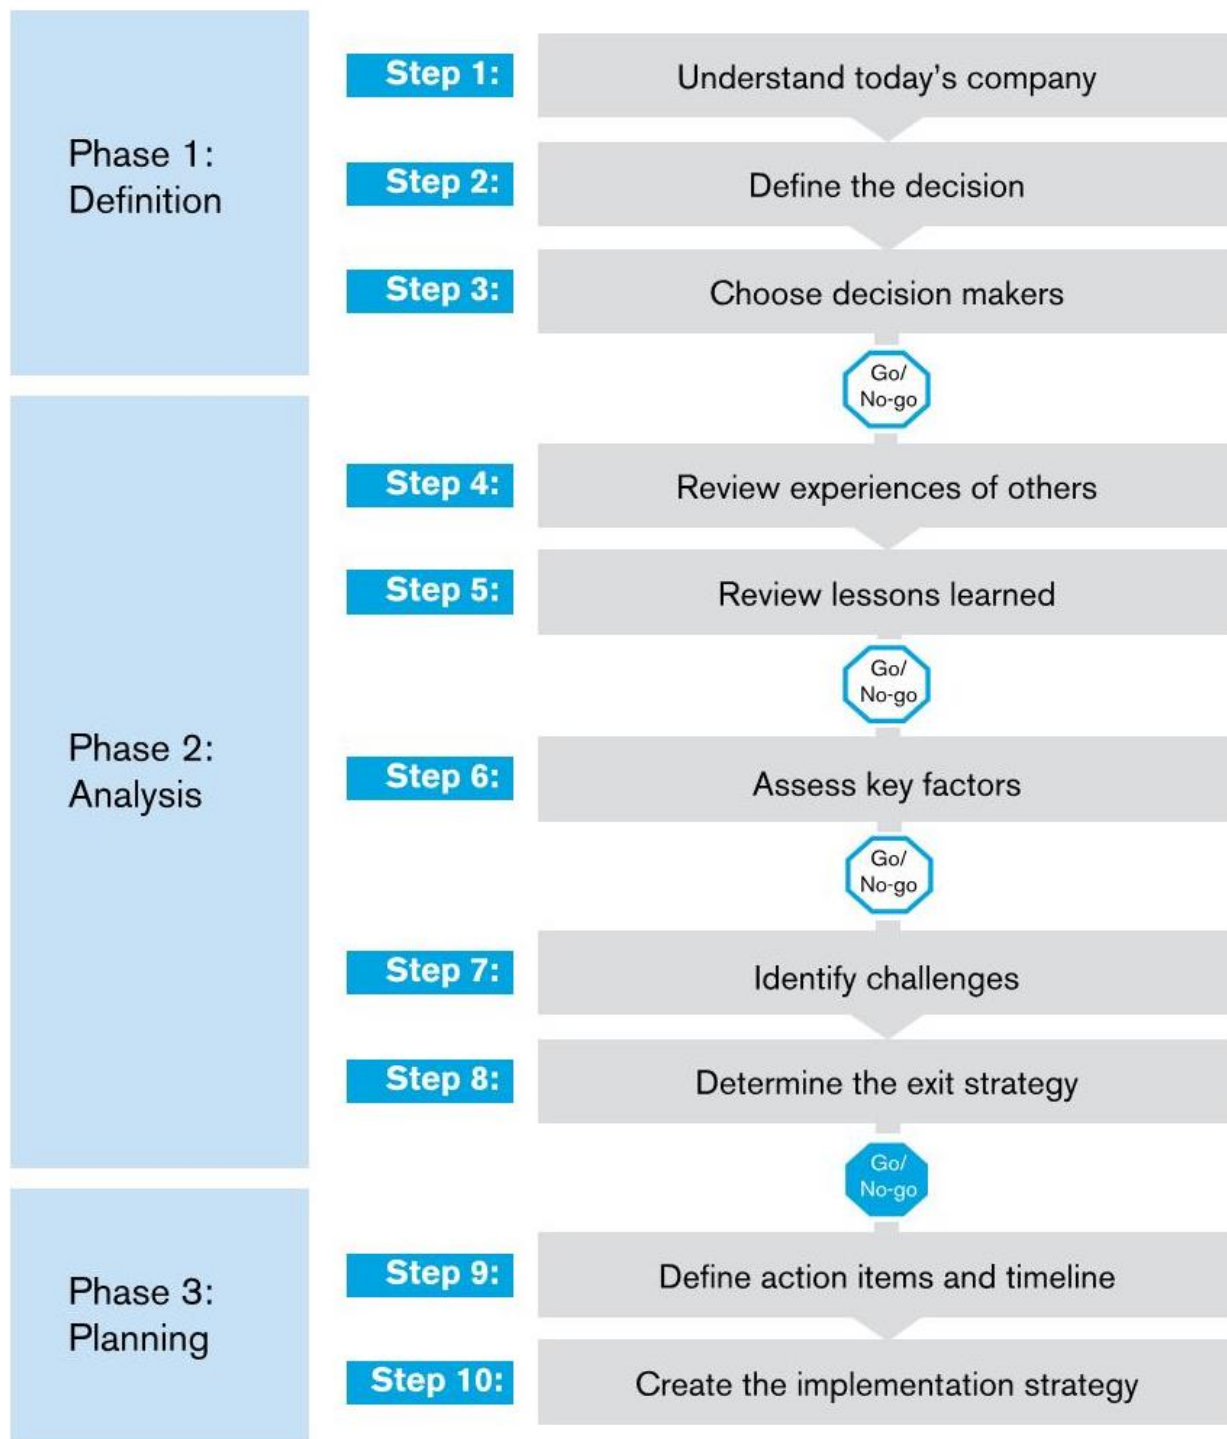 Phase 1:
Definition
Step 1:
Understand today’s company
Step 2:
Define the decision
Step 3:
Choose decision makers
Go/
No-go
Phase 2:
Analysis
Step 4:
Review experiences of others
Step 5:
Review lessons learned
Go/
No-go
Step 6:
Assess key factors
Go/
No-go
Step 7:
Identify challenges
Step 8:
Determine the exit strategy
Go/
No-go
Phase 3:
Planning
Step 9:
Define action items and timeline
Step 10:
Create the implementation strategy